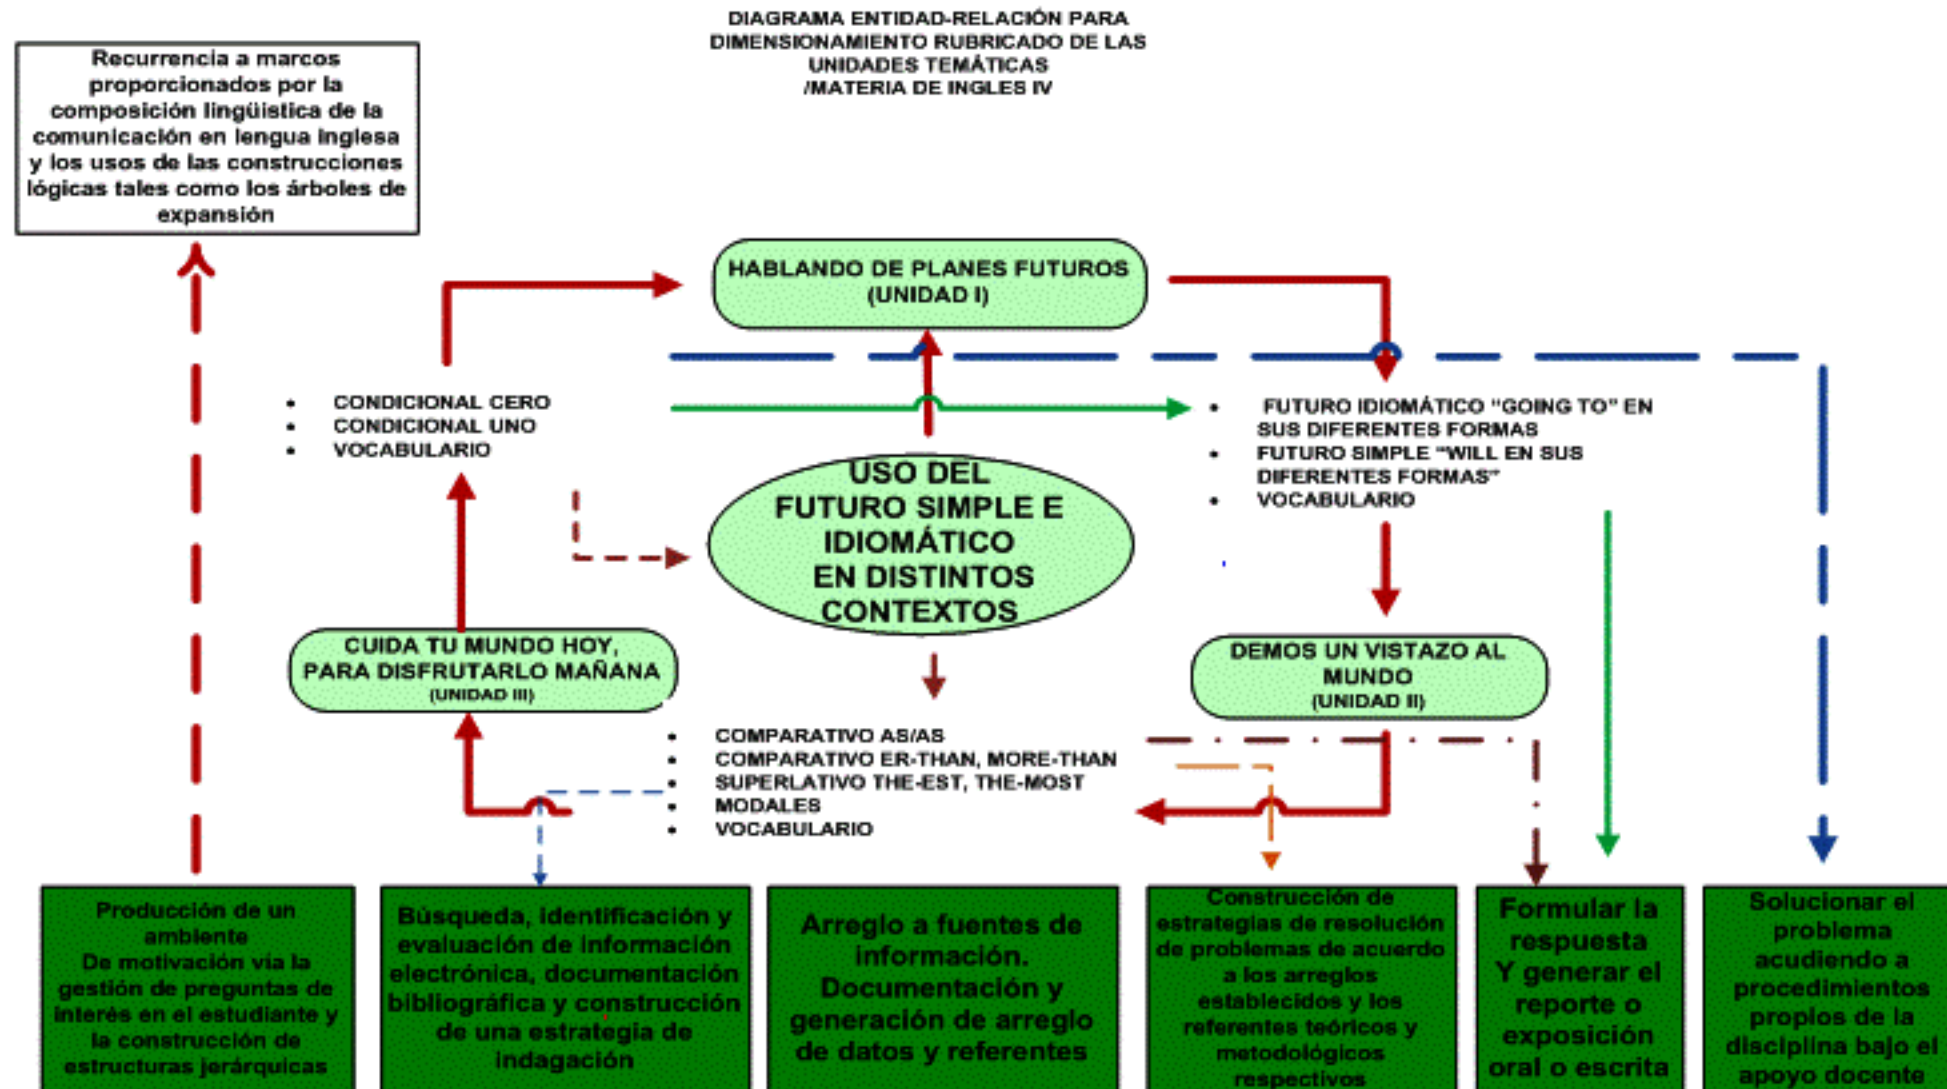 DIAGRAMA ENTIDAD-RELACIÓN PARA
DIMENSIONAMIENTO RUBRICADO DE LAS
UNIDADES TEMÁTICAS
/MATERIA DE INGLES IV
Recurrencia a marcos
proporcionados por la
composición lingüistica de la
comunicación en lengua inglesa
y los usos de las construcciones
lógicas tales como los árboles de
expansión
HABLANDO DE PLANES FUTUROS
(UNIDAD I)
• CONDICIONAL CERO
• CONDICIONAL UNO
• VOCABULARIO
• FUTURO IDIOMÁTICO “GOING TO” EN
SUS DIFERENTES FORMAS
• FUTURO SIMPLE “WILL EN SUS
DIFERENTES FORMAS”
• VOCABULARIO
USO DEL
FUTURO SIMPLE E
IDIOMÁTICO
EN DISTINTOS
CONTEXTOS
CUIDA TU MUNDO HOY,
PARA DISFRUTARLO MAÑANA
(UNIDAD III)
DEMOS UN VISTAZO AL
MUNDO
(UNIDAD II)
• COMPARATIVO AS/AS
• COMPARATIVO ER-THAN, MORE-THAN
• SUPERLATIVO THE-EST, THE-MOST
• MODALES
• VOCABULARIO
Producción de un
ambiente
De motivación vía la
gestión de preguntas de
interés en el estudiante y
la construcción de
estructuras jerárquicas
Búsqueda, identificación y
evaluación de información
electrónica, documentación
bibliográfica y construcción
de una estrategia de
indagación
Arreglo a fuentes de
información.
Documentación y
generación de arreglo
de datos y referentes
Construcción de
estrategias de resolución
de problemas de acuerdo
a los arreglos
establecidos y los
referentes teóricos y
metodológicos
respectivos
Formular la
respuesta
Y generar el
reporte o
exposición
oral o escrita
Solucionar el
problema
acudiendo a
procedimientos
propios de la
disciplina bajo el
apoyo docente